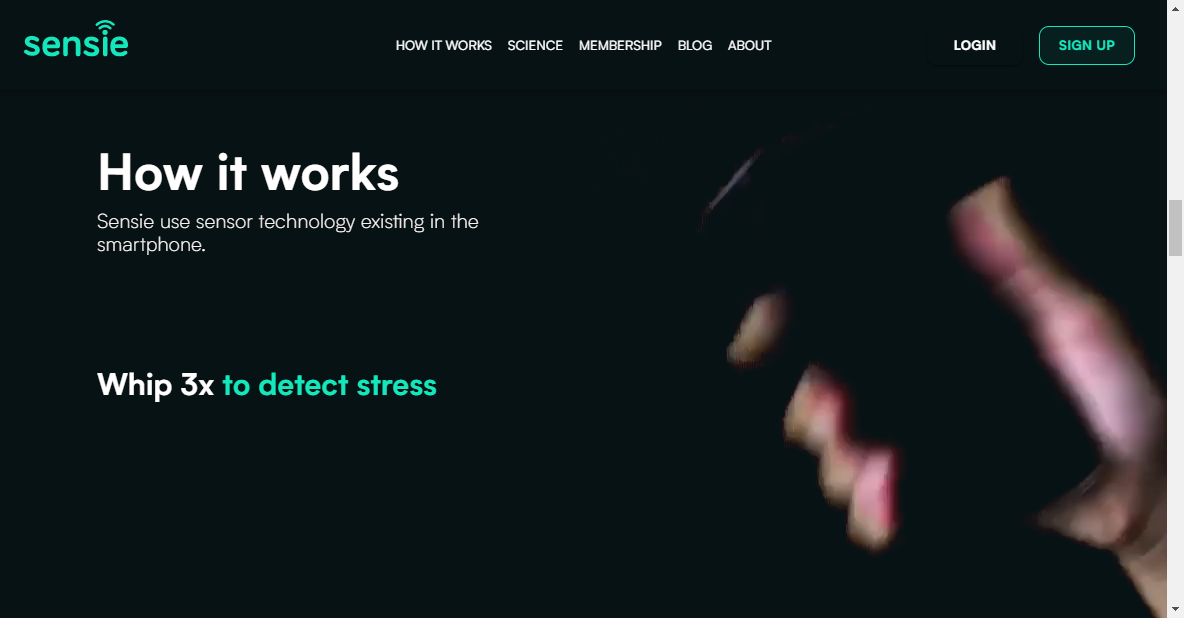 sensie
HOW IT WORKS
SCIENCE
MEMBERSHIP
BLOG
ABOUT
LOGIN
SIGN UP
How it works
Sensie use sensor technology existing in the
smartphone.
Whip 3x to detect stress